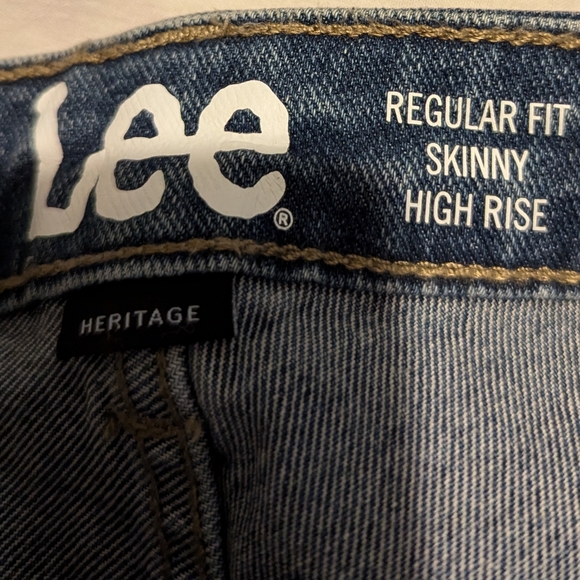 Lee®
REGULAR FIT
SKINNY
HIGH RISE
HERITAGE